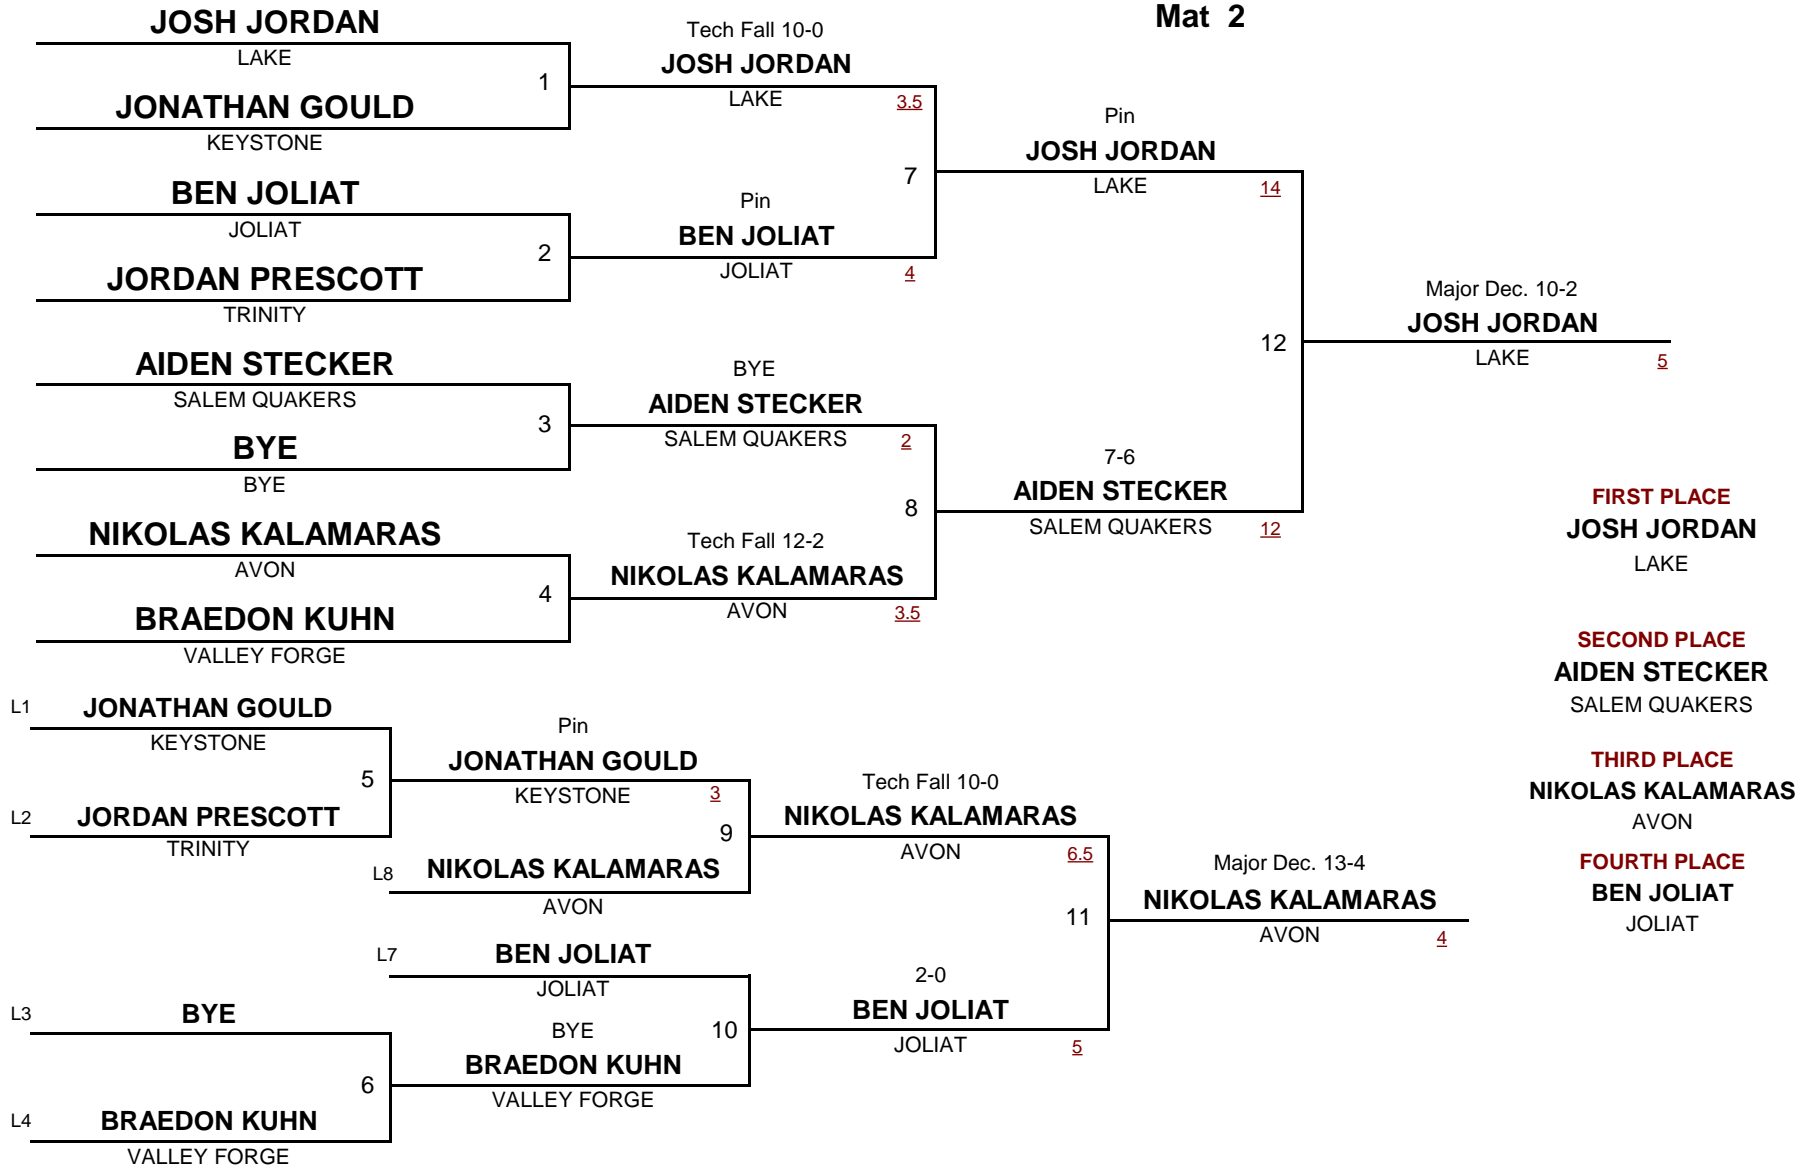 Mat 2
JOSH JORDAN
LAKE
1
JONATHAN GOULD
KEYSTONE
BEN JOLIAT
JOLIAT
2
JORDAN PRESCOTT
TRINITY
AIDEN STECKER
SALEM QUAKERS
3
BYE
BYE
NIKOLAS KALAMARAS
AVON
4
BRAEDON KUHN
VALLEY FORGE
Tech Fall 10-0
JOSH JORDAN
LAKE 3.5
7
Pin
BEN JOLIAT
JOLIAT 4
BYE
AIDEN STECKER
SALEM QUAKERS 2
8
Tech Fall 12-2
NIKOLAS KALAMARAS
AVON 3.5
Pin
JOSH JORDAN
LAKE 14
12
7-6
AIDEN STECKER
SALEM QUAKERS 12
Major Dec. 10-2
JOSH JORDAN
LAKE 5
FIRST PLACE
JOSH JORDAN
LAKE
SECOND PLACE
AIDEN STECKER
SALEM QUAKERS
THIRD PLACE
NIKOLAS KALAMARAS
AVON
FOURTH PLACE
BEN JOLIAT
JOLIAT
L1 JONATHAN GOULD
KEYSTONE
5
L2 JORDAN PRESCOTT
TRINITY
L3 BYE
6
L4 BRAEDON KUHN
VALLEY FORGE
Pin
JONATHAN GOULD
KEYSTONE 3
9
L8 NIKOLAS KALAMARAS
AVON
L7 BEN JOLIAT
JOLIAT
10
BYE
BRAEDON KUHN
VALLEY FORGE
Tech Fall 10-0
NIKOLAS KALAMARAS
AVON 6.5
11
2-0
BEN JOLIAT
JOLIAT 5
Major Dec. 13-4
NIKOLAS KALAMARAS
AVON 4